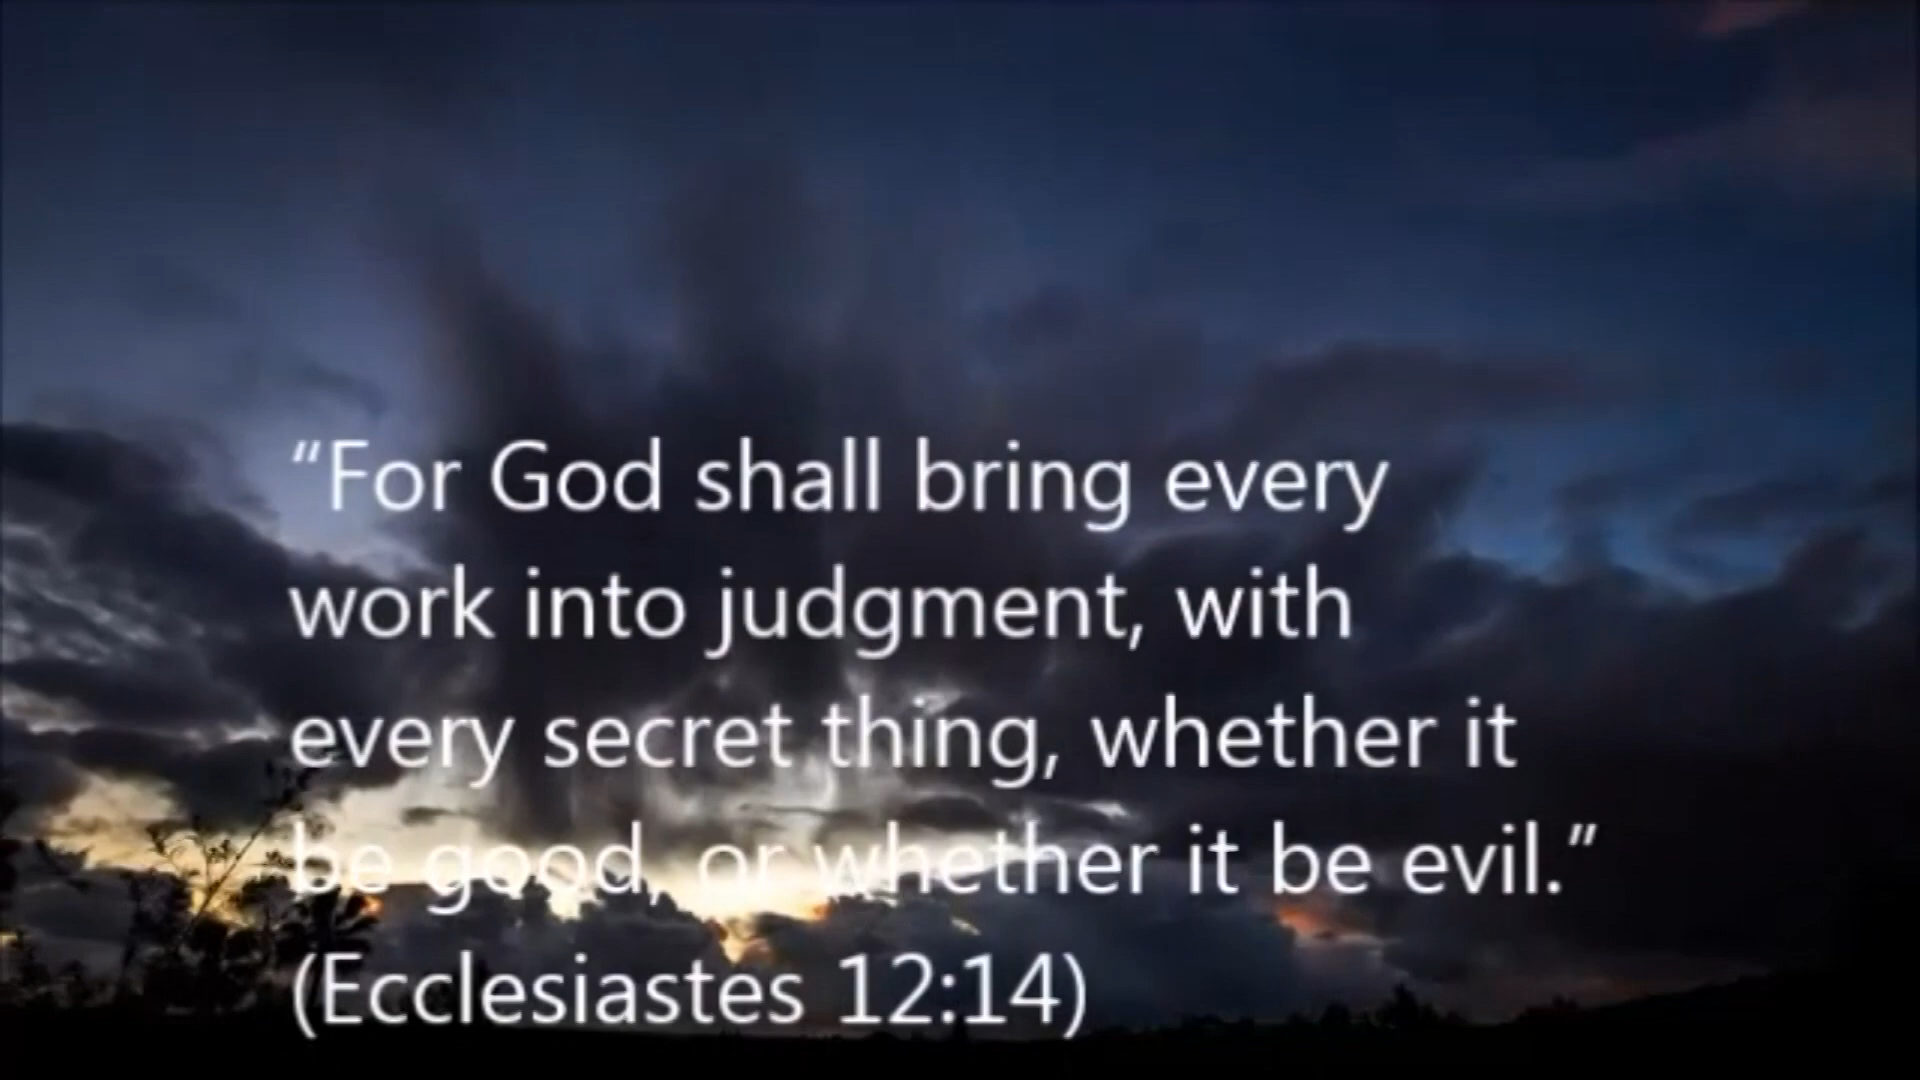 “For God shall bring every
work into judgment, with
every secret thing, whether it
be good, or whether it be evil.”
(Ecclesiastes 12:14)